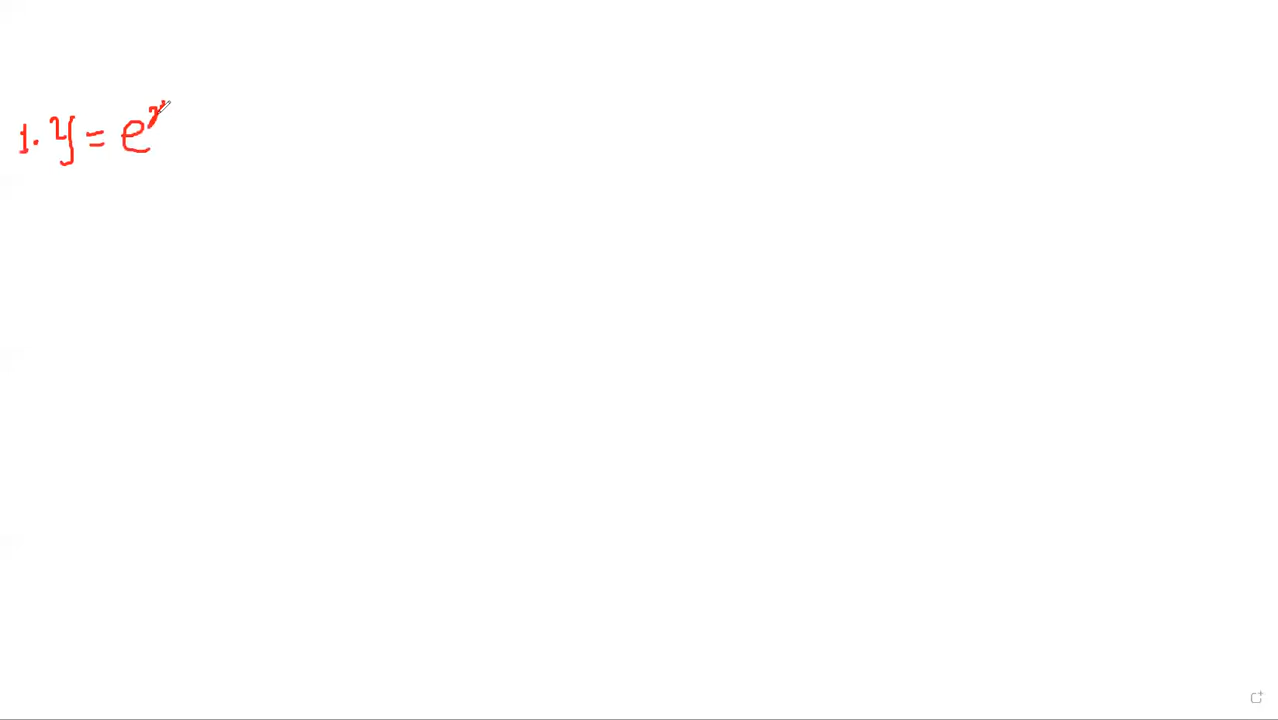 1. y = e^x